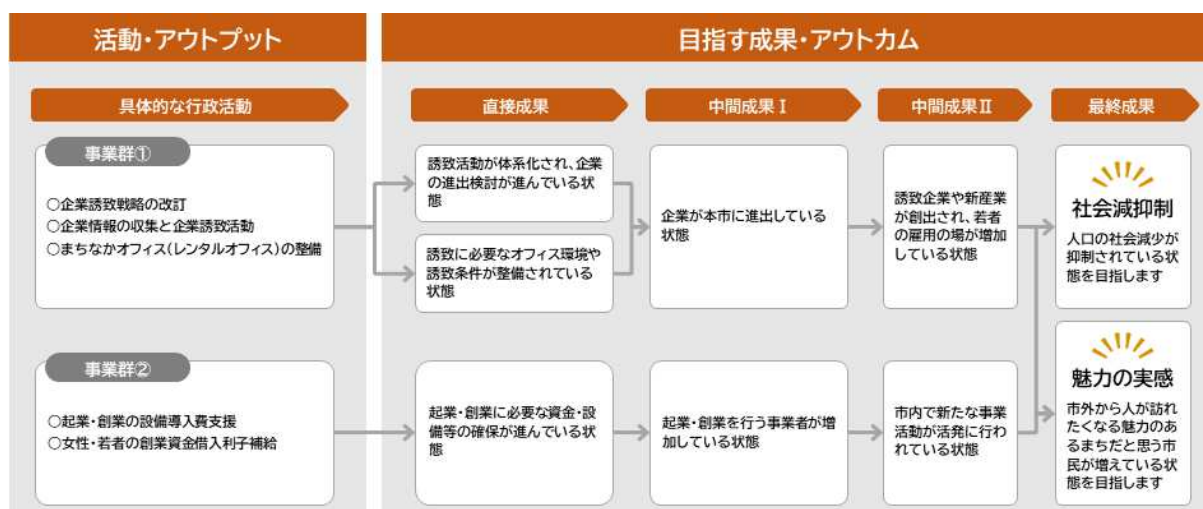 活動・アウトプット
目指す成果・アウトカム
具体的な行政活動
直接成果
中間成果Ⅰ
中間成果Ⅱ
最終成果
事業群①
○企業誘致戦略の改訂
○企業情報の収集と企業誘致活動
○まちなかオフィス(レンタルオフィス)の整備
誘致活動が体系化され、企業
の進出検討が進んでいる状
態
誘致に必要なオフィス環境や
誘致条件が整備されている
状態
企業が本市に進出している
状態
誘致企業や新産業
が創出され、若者
の雇用の場が増加
している状態
社会減抑制
人口の社会減少が
抑制されている状
態を目指します
事業群②
○起業・創業の設備導入費支援
○女性・若者の創業資金借入利子補給
起業・創業に必要な資金・設
備等の確保が進んでいる状
態
起業・創業を行う事業者が増
加している状態
市内で新たな事業
活動が活発に行わ
れている状態
魅力の実感
市外から人が訪れ
たくなる魅力のあ
るまちだと思う市
民が増えている状
態を目指します